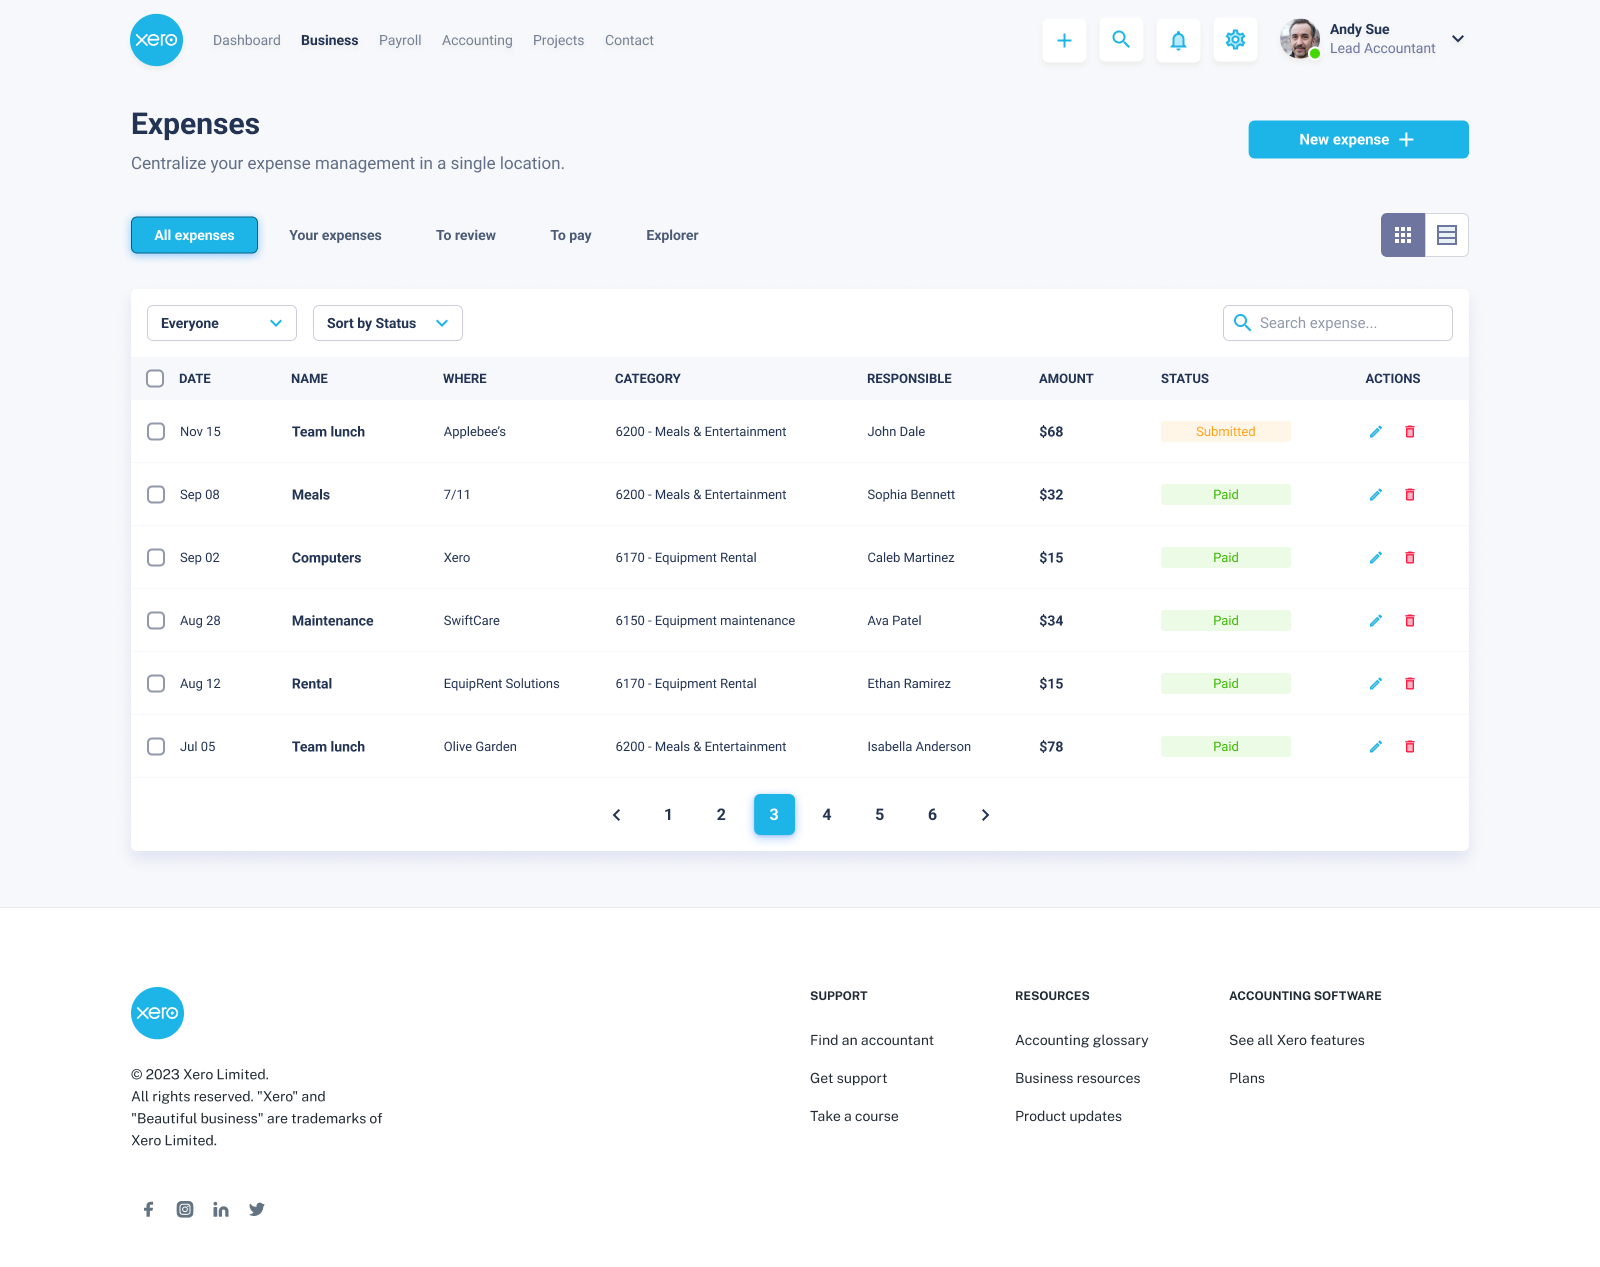 xero
Dashboard Business Payroll Accounting Projects Contact
Andy Sue
Lead Accountant
Expenses
Centralize your expense management in a single location.
New expense +
All expenses Your expenses To review To pay Explorer
Everyone Sort by Status Search expense...
DATE NAME WHERE CATEGORY RESPONSIBLE AMOUNT STATUS ACTIONS
Nov 15 Team lunch Applebee's 6200 - Meals & Entertainment John Dale $68 Submitted
Sep 08 Meals 7/11 6200 - Meals & Entertainment Sophia Bennett $32 Paid
Sep 02 Computers Xero 6170 - Equipment Rental Caleb Martinez $15 Paid
Aug 28 Maintenance SwiftCare 6150 - Equipment maintenance Ava Patel $34 Paid
Aug 12 Rental EquipRent Solutions 6170 - Equipment Rental Ethan Ramirez $15 Paid
Jul 05 Team lunch Olive Garden 6200 - Meals & Entertainment Isabella Anderson $78 Paid
1 2 3 4 5 6
xero
© 2023 Xero Limited.
All rights reserved. "Xero" and
"Beautiful business" are trademarks of
Xero Limited.
SUPPORT
Find an accountant
Get support
Take a course
RESOURCES
Accounting glossary
Business resources
Product updates
ACCOUNTING SOFTWARE
See all Xero features
Plans